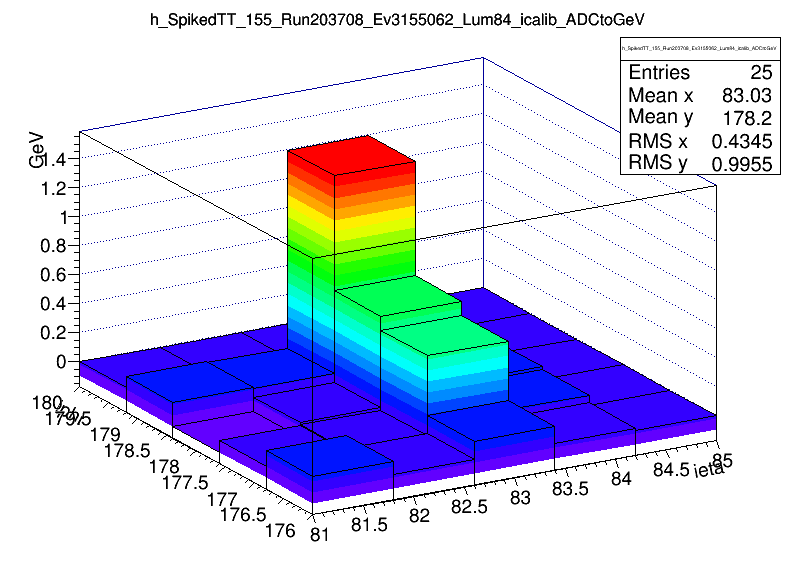 h_SpikedTT_155_Run203708_Ev3155062_Lum84_icalib_ADCtoGeV
h_SpikedTT_155_Run203708_Ev3155062_Lum84_icalib_ADCtoGeV
Entries 25
Mean x 83.03
Mean y 178.2
RMS x 0.4345
RMS y 0.9955
GeV
1.4
1.2
1
0.8
0.6
0.4
0.2
0
180
179.5
179
178.5
178
177.5
177
176.5
176
81
81.5
82
82.5
83
83.5
84
84.5
85
ieta